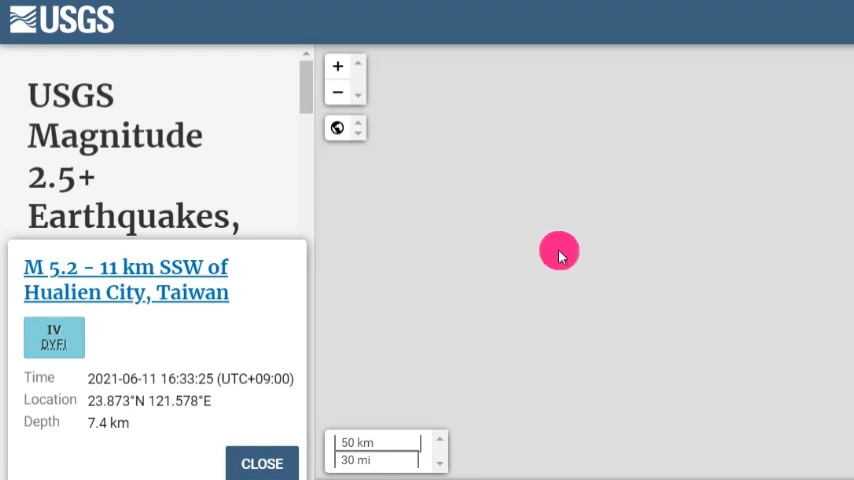 USGS
USGS
Magnitude
2.5+
Earthquakes,
M 5.2 - 11 km SSW of
Hualien City, Taiwan
IV
DYFI
Time 2021-06-11 16:33:25 (UTC+09:00)
Location 23.873°N 121.578°E
Depth 7.4 km
CLOSE
+
−
50 km
30 mi